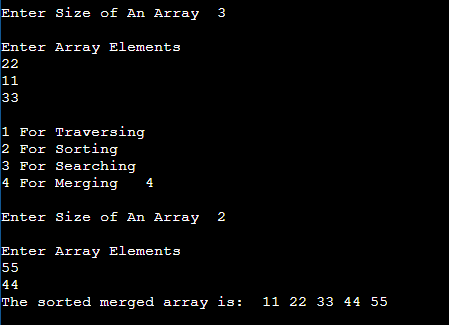 Enter Size of An Array  3
Enter Array Elements
22
11
33
1 For Traversing
2 For Sorting
3 For Searching
4 For Merging   4
Enter Size of An Array  2
Enter Array Elements
55
44
The sorted merged array is:  11 22 33 44 55